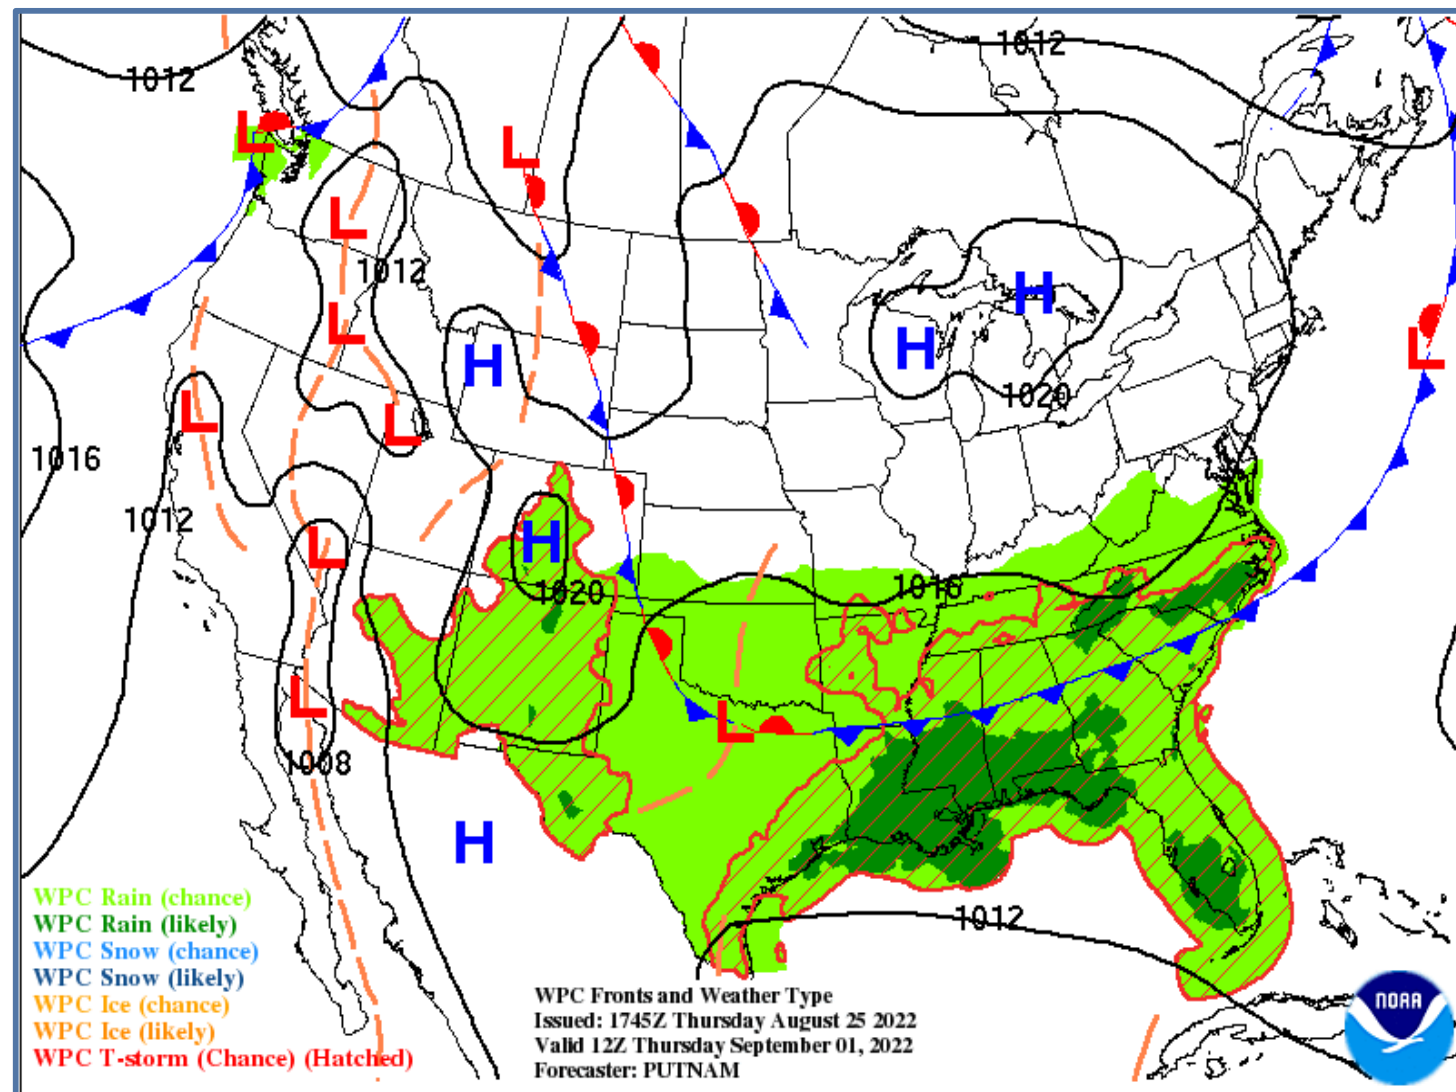 1012
1012
L
L
L
1012
H
L
H
H
L
1020
L
L
1016
1012
L
H
1020
1016
L
L
1008
H
1012
WPC Rain (chance)
WPC Rain (likely)
WPC Snow (chance)
WPC Snow (likely)
WPC Ice (chance)
WPC Ice (likely)
WPC T-storm (Chance) (Hatched)
WPC Fronts and Weather Type
Issued: 1745Z Thursday August 25 2022
Valid 12Z Thursday September 01, 2022
Forecaster: PUTNAM
NOAA